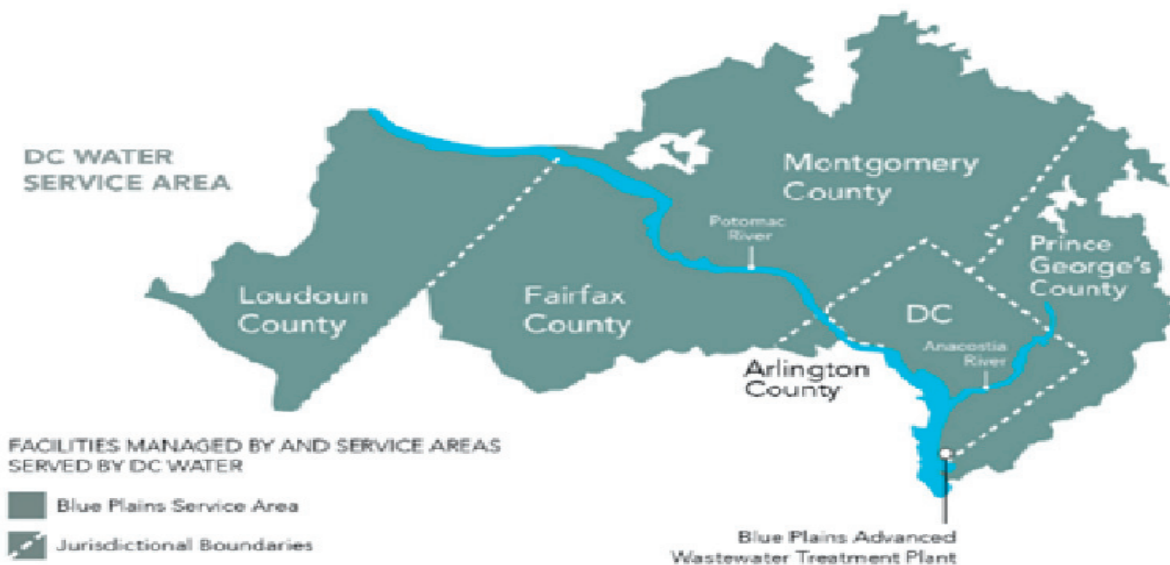 DC WATER
SERVICE AREA
Montgomery
County
Potomac
River
Prince
George's
County
Loudoun
County
Fairfax
County
DC
Anacostia
River
Arlington
County
FACILITIES MANAGED BY AND SERVICE AREAS
SERVED BY DC WATER
Blue Plains Service Area
Jurisdictional Boundaries
Blue Plains Advanced
Wastewater Treatment Plant